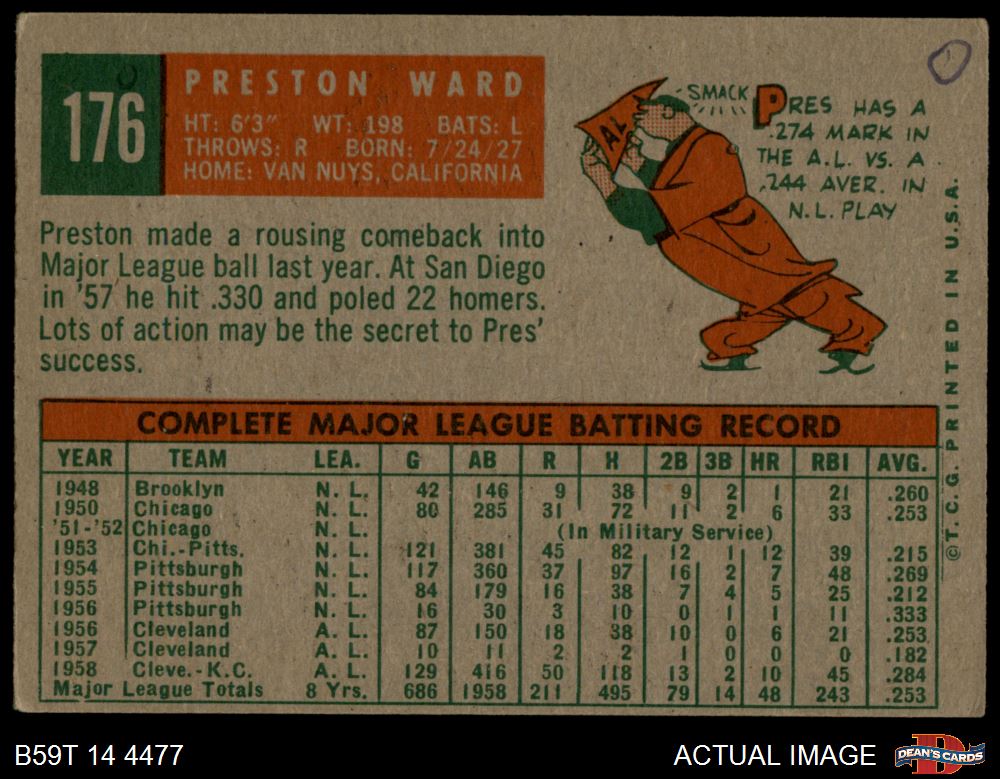 176
PRESTON WARD
HT: 6'3" WT: 198 BATS: L
THROWS: R BORN: 7/24/27
HOME: VAN NUYS, CALIFORNIA
Preston made a rousing comeback into
Major League ball last year. At San Diego
in '57 he hit .330 and poled 22 homers.
Lots of action may be the secret to Pres'
success.
AL
SMACK
PRES HAS A
.274 MARK IN
THE A.L. VS. A
.244 AVER. IN
N.L. PLAY
©T.C.G. PRINTED IN U.S.A.
COMPLETE MAJOR LEAGUE BATTING RECORD
YEAR TEAM LEA. G AB R H 2B 3B HR RBI AVG.
1948 Brooklyn N. L. 42 146 9 38 9 2 1 21 .260
1950 Chicago N. L. 80 285 31 72 11 2 6 33 .253
'51-'52 Chicago N. L. (In Military Service)
1953 Chi.-Pitts. N. L. 121 381 45 82 12 1 12 39 .215
1954 Pittsburgh N. L. 117 360 37 97 16 2 7 48 .269
1955 Pittsburgh N. L. 84 179 16 38 7 4 5 25 .212
1956 Pittsburgh N. L. 16 30 3 10 0 1 1 11 .333
1956 Cleveland A. L. 87 150 18 38 10 0 6 21 .253
1957 Cleveland A. L. 10 11 2 2 1 0 0 0 .182
1958 Cleve.-K.C. A. L. 129 416 50 118 13 2 10 45 .284
Major League Totals 8 Yrs. 686 1958 211 495 79 14 48 243 .253
B59T 14 4477
ACTUAL IMAGE
DEAN'S CARDS